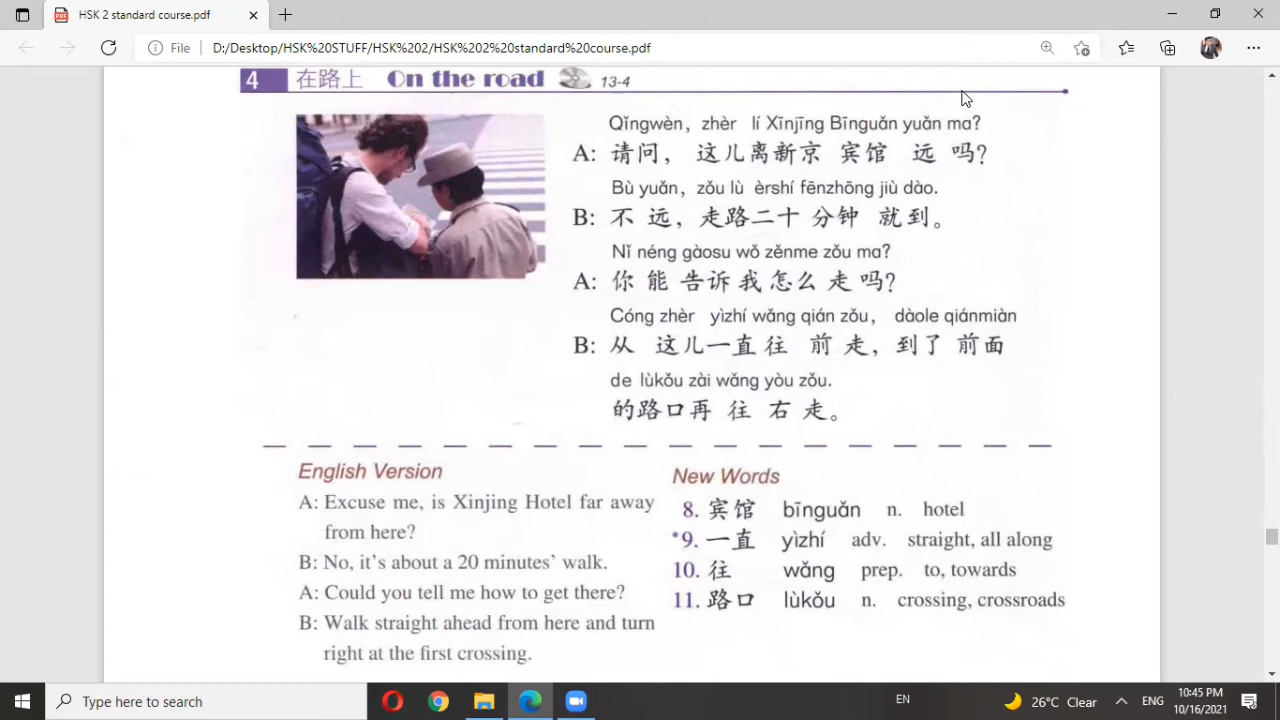 HSK 2 standard course.pdf
File D:/Desktop/HSK%20STUFF/HSK%202/HSK%202%20standard%20course.pdf
4 在路上 On the road 13-4
Qǐngwèn, zhèr lí Xīnjīng Bīnguǎn yuǎn ma?
A: 请问, 这儿离新京宾馆远吗?
Bù yuǎn, zǒu lù èrshí fēnzhōng jiù dào.
B: 不远, 走路二十分钟就到。
Nǐ néng gàosu wǒ zěnme zǒu ma?
A: 你能告诉我怎么走吗?
Cóng zhèr yìzhí wǎng qián zǒu, dàole qiánmiàn
B: 从这儿一直往前走, 到了前面
de lùkǒu zài wǎng yòu zǒu.
的路口再往右走。
English Version
A: Excuse me, is Xinjing Hotel far away
from here?
B: No, it's about a 20 minutes' walk.
A: Could you tell me how to get there?
B: Walk straight ahead from here and turn
right at the first crossing.
New Words
8. 宾馆 bīnguǎn n. hotel
*9. 一直 yìzhí adv. straight, all along
10. 往 wǎng prep. to, towards
11. 路口 lùkǒu n. crossing, crossroads
Type here to search
EN
26°C Clear
ENG
10:45 PM
10/16/2021